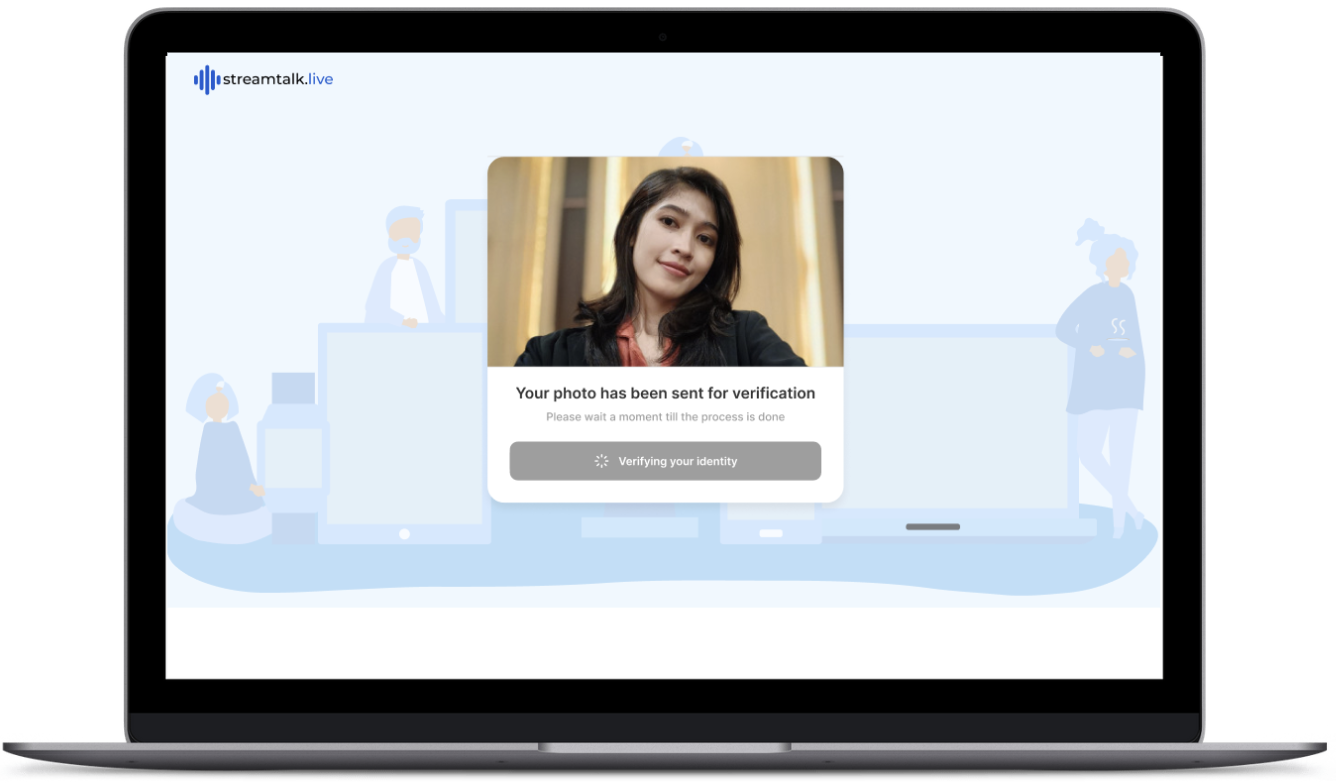 streamtalk.live
Your photo has been sent for verification
Please wait a moment till the process is done
Verifying your identity